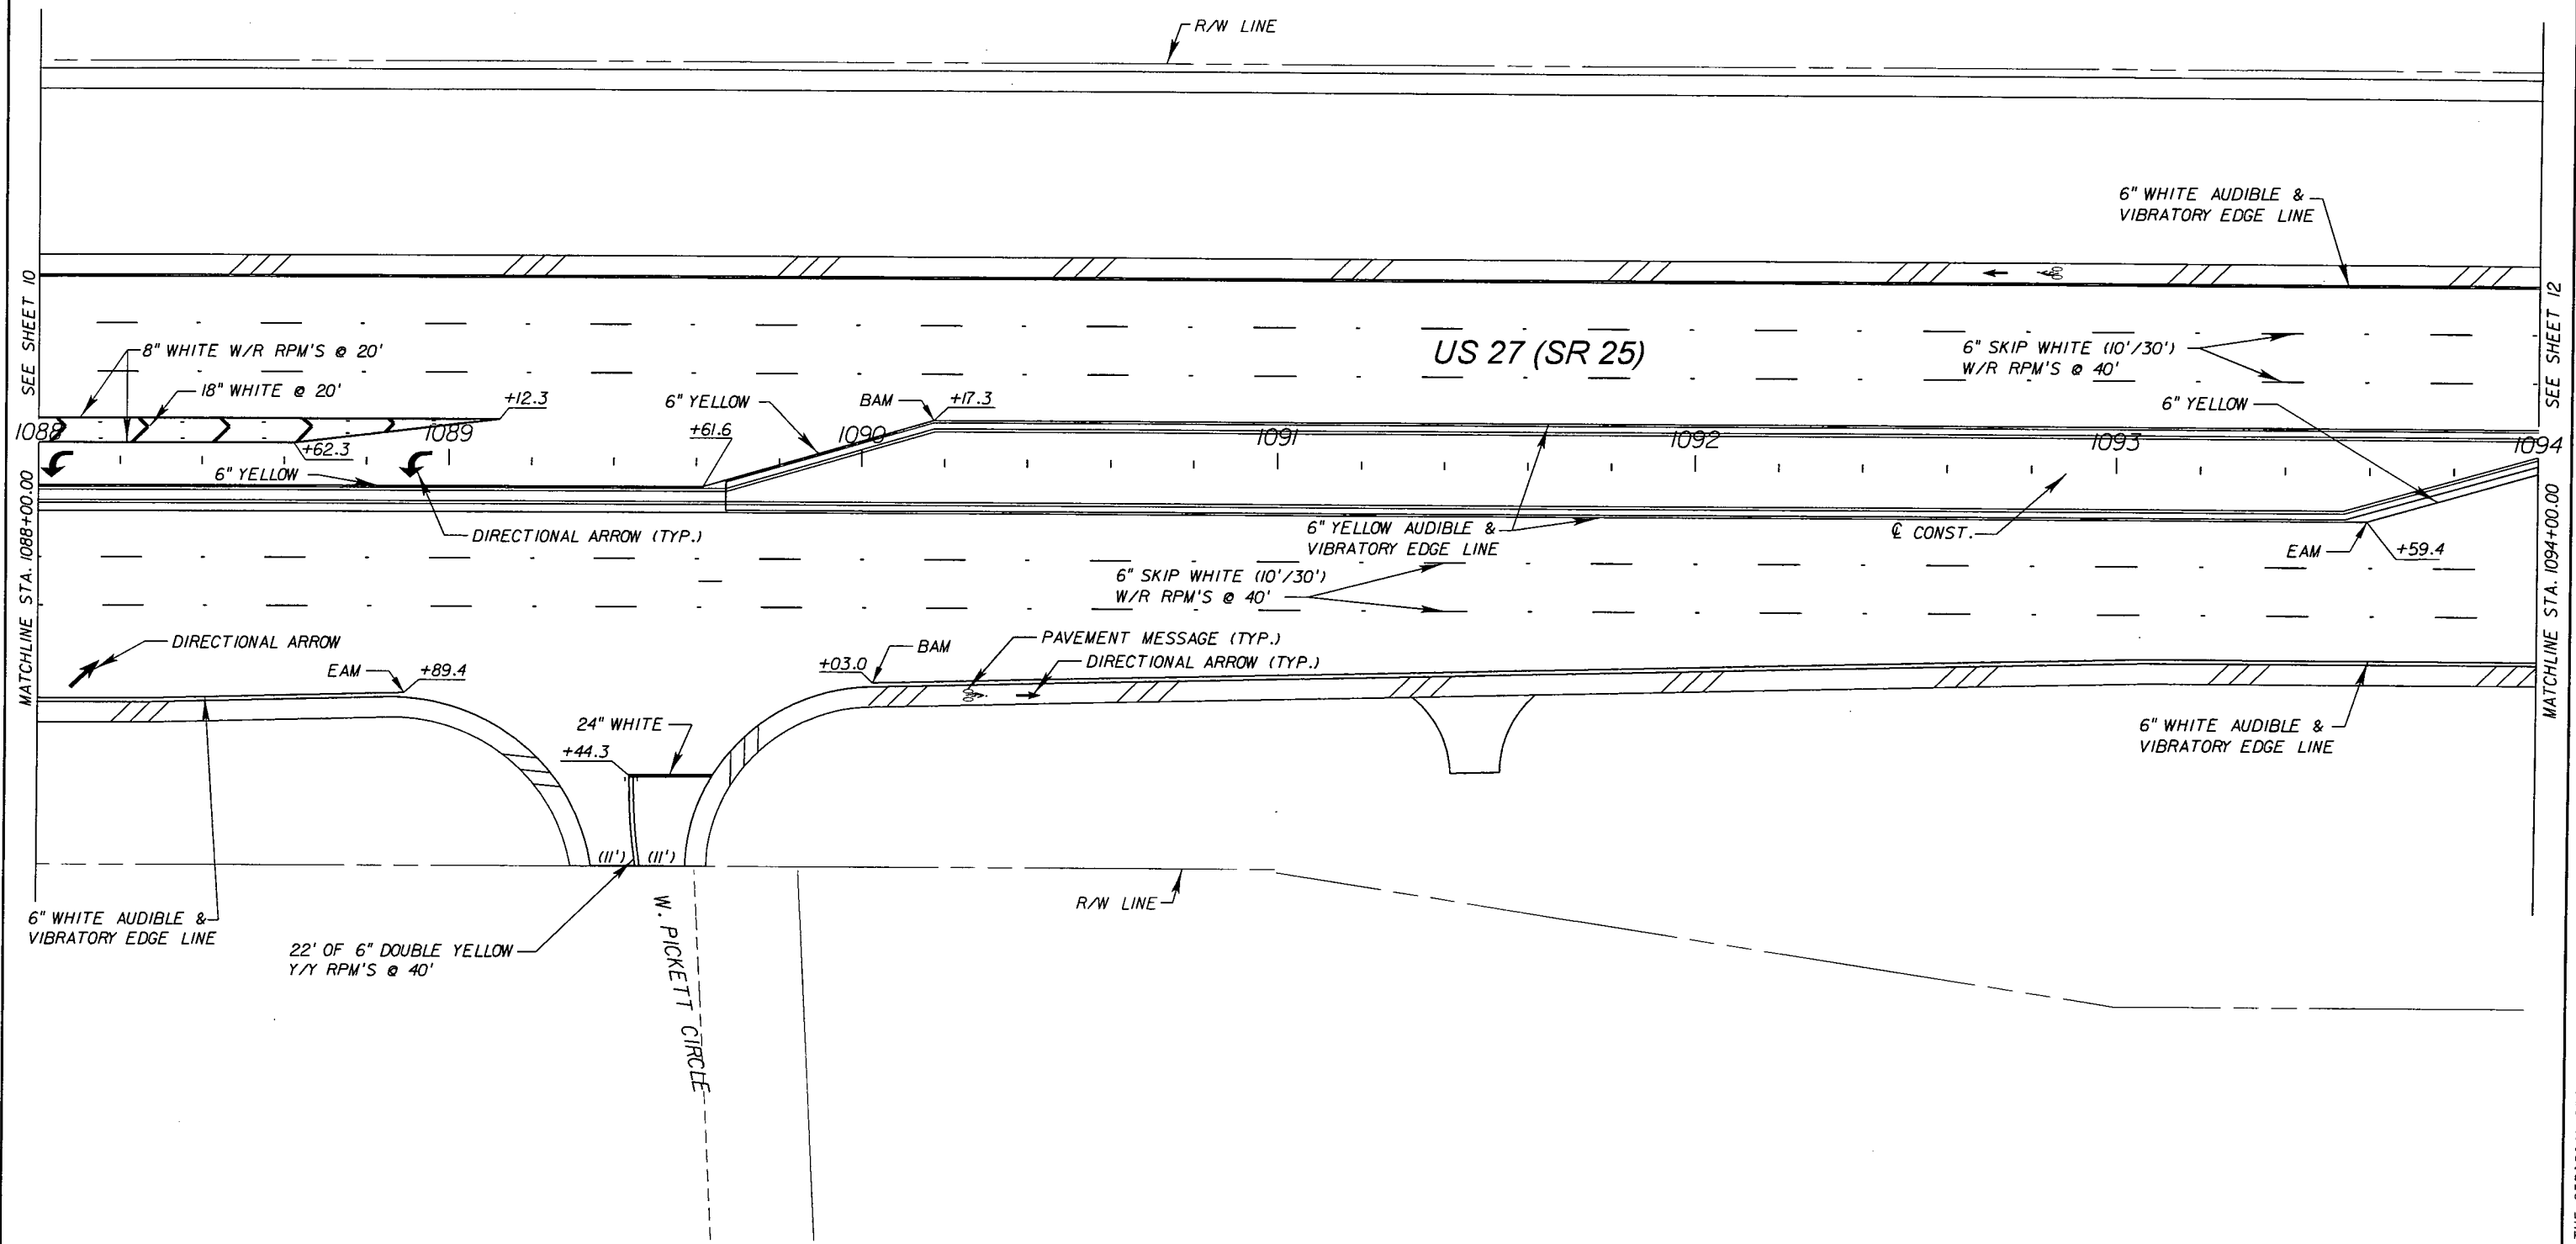 R/W LINE
6" WHITE AUDIBLE &
VIBRATORY EDGE LINE
SEE SHEET 10
SEE SHEET 12
8" WHITE W/R RPM'S @ 20'
18" WHITE @ 20'
+12.3
6" YELLOW
BAM
+17.3
US 27 (SR 25)
6" SKIP WHITE (10'/30')
W/R RPM'S @ 40'
6" YELLOW
1088
1089
1090
1091
1092
1093
1094
+62.3
+61.6
6" YELLOW
DIRECTIONAL ARROW (TYP.)
6" YELLOW AUDIBLE &
VIBRATORY EDGE LINE
℄ CONST.
EAM
+59.4
MATCHLINE STA. 1088+00.00
MATCHLINE STA. 1094+00.00
6" SKIP WHITE (10'/30')
W/R RPM'S @ 40'
DIRECTIONAL ARROW
EAM
+89.4
+03.0
BAM
PAVEMENT MESSAGE (TYP.)
DIRECTIONAL ARROW (TYP.)
24" WHITE
+44.3
6" WHITE AUDIBLE &
VIBRATORY EDGE LINE
(11')
(11')
R/W LINE
6" WHITE AUDIBLE &
VIBRATORY EDGE LINE
22' OF 6" DOUBLE YELLOW
Y/Y RPM'S @ 40'
W. PICKETT CIRCLE